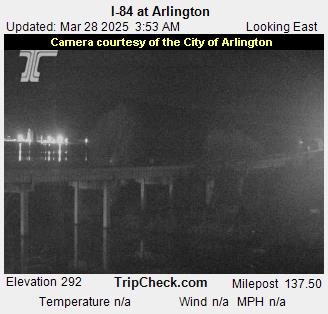 I-84 at Arlington
Updated: Mar 28 2025 3:53 AM Looking East
Camera courtesy of the City of Arlington
Elevation 292 TripCheck.com Milepost 137.50
Temperature n/a Wind n/a MPH n/a